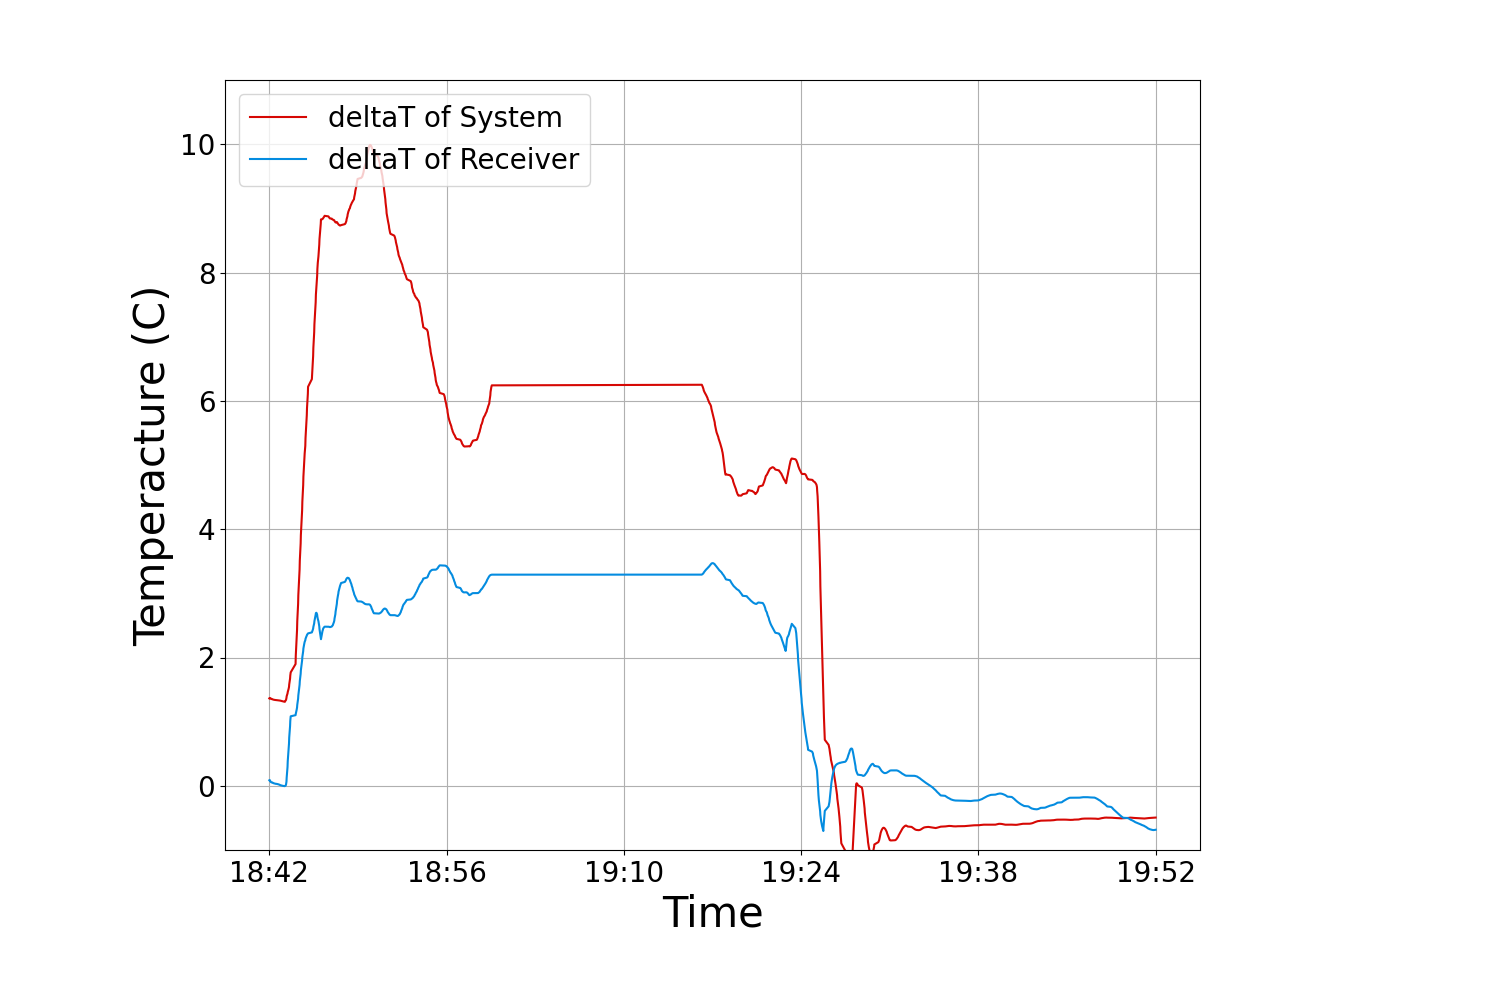 deltaT of System
deltaT of Receiver
10
8
6
4
2
0
Temperacture (C)
18:42 18:56 19:10 19:24 19:38 19:52
Time